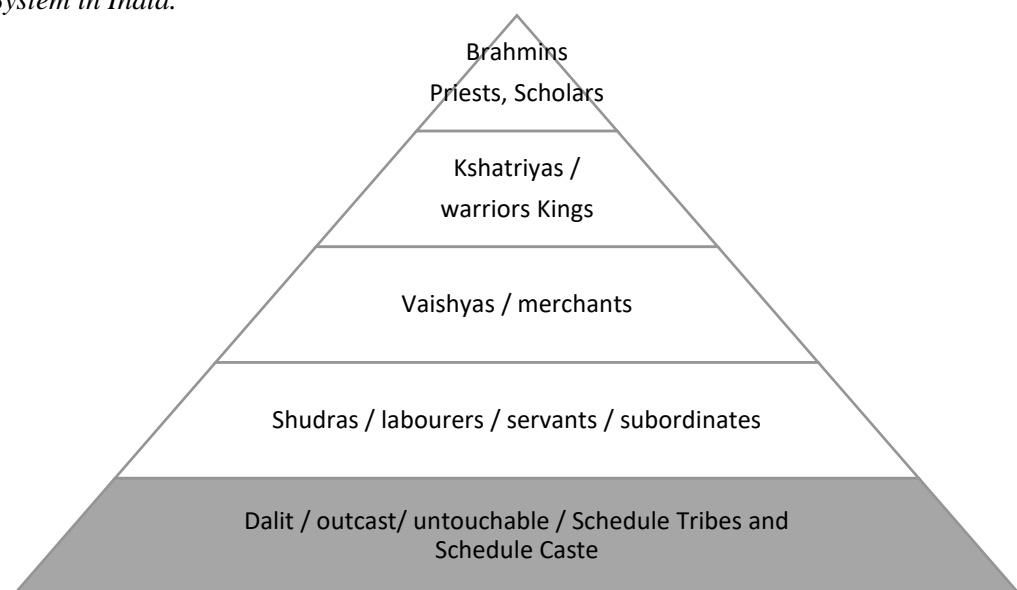 System in India.
Brahmins
Priests, Scholars
Kshatriyas /
warriors Kings
Vaishyas / merchants
Shudras / labourers / servants / subordinates
Dalit / outcast/ untouchable / Schedule Tribes and
Schedule Caste